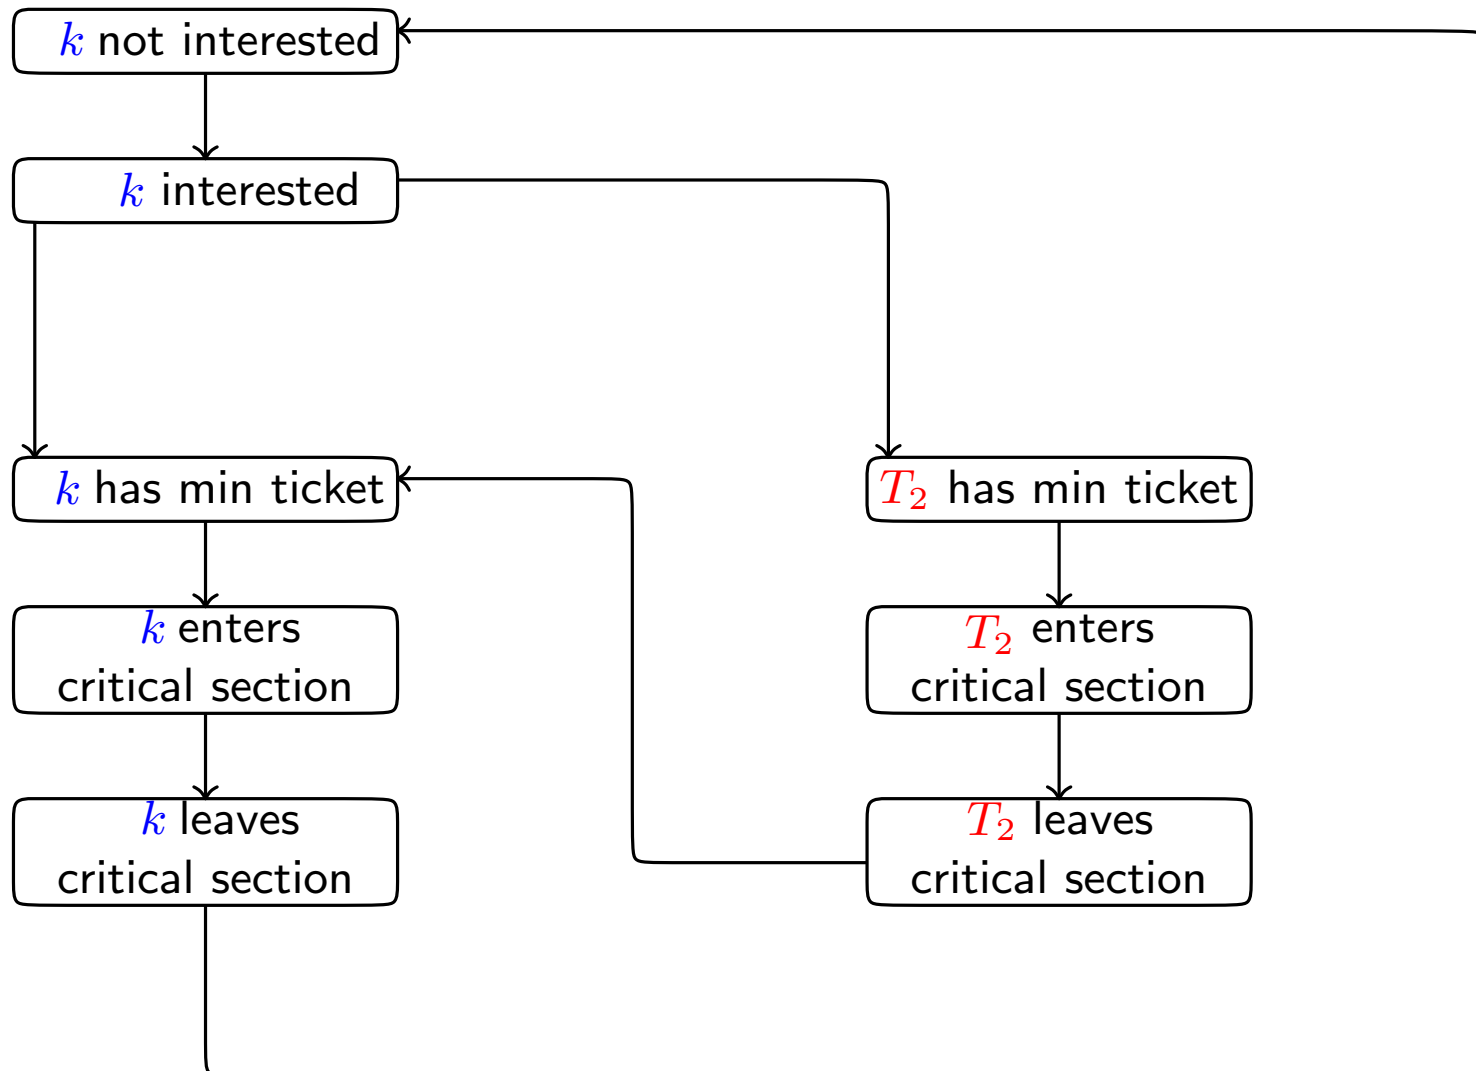 k not interested
k interested
k has min ticket
T₂ has min ticket
k enters
critical section
T₂ enters
critical section
k leaves
critical section
T₂ leaves
critical section